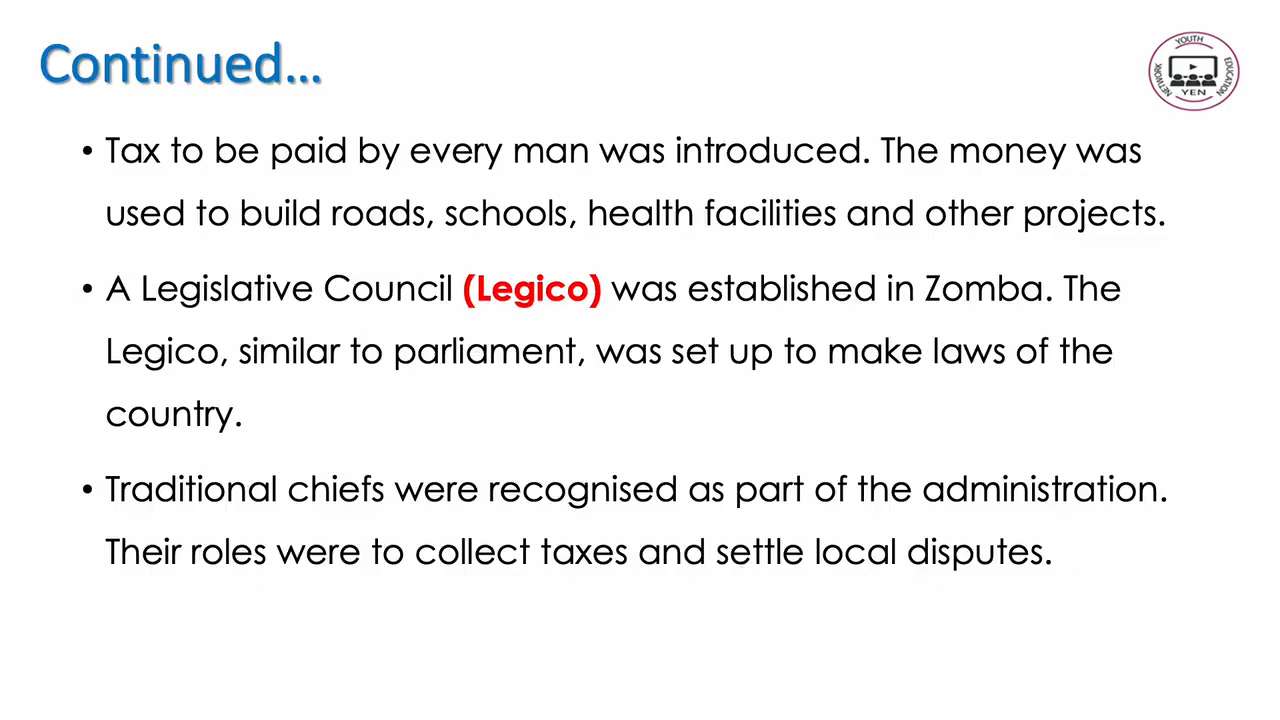 Continued...
YOUTH
NETWORK
EDUCATION
YEN
• Tax to be paid by every man was introduced. The money was
used to build roads, schools, health facilities and other projects.
• A Legislative Council (Legico) was established in Zomba. The
Legico, similar to parliament, was set up to make laws of the
country.
• Traditional chiefs were recognised as part of the administration.
Their roles were to collect taxes and settle local disputes.